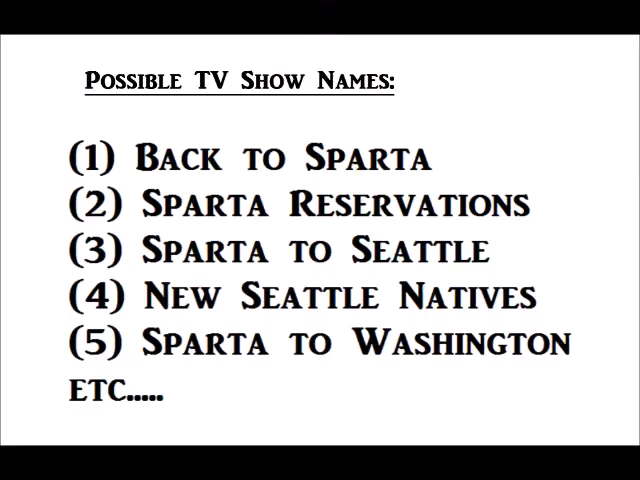 Possible TV Show Names:
(1) Back to Sparta
(2) Sparta Reservations
(3) Sparta to Seattle
(4) New Seattle Natives
(5) Sparta to Washington
etc.....